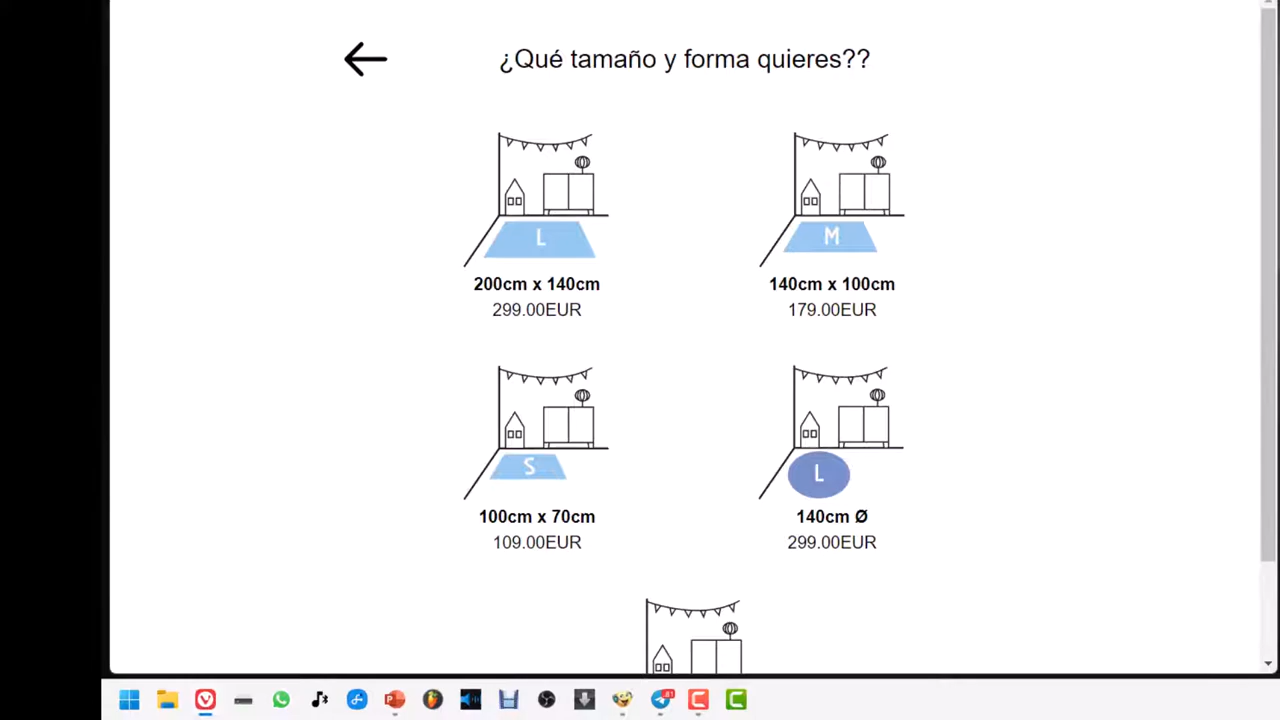 ¿Qué tamaño y forma quieres??
L
200cm x 140cm
299.00EUR
M
140cm x 100cm
179.00EUR
S
100cm x 70cm
109.00EUR
L
140cm Ø
299.00EUR